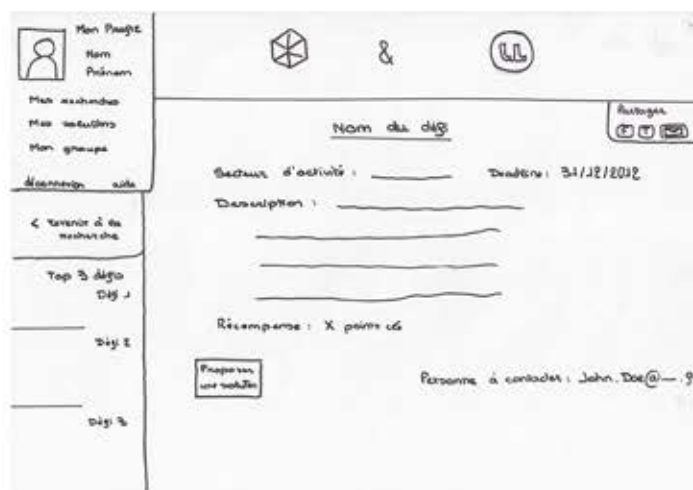 Mon Profil
Nom
Prénom
Mes recherches
Mes solutions
Mon groupe
déconnexion aide
< Revenir à la
recherche
Top 3 défis
Défi 1
Défi 2
Défi 3
&
LL
Partager
F T
Nom du défi
Secteur d'activité : Deadline : 31/12/2012
Description :
Récompense : X points
Proposer
une solution
Personne à contacter : John.Doe@